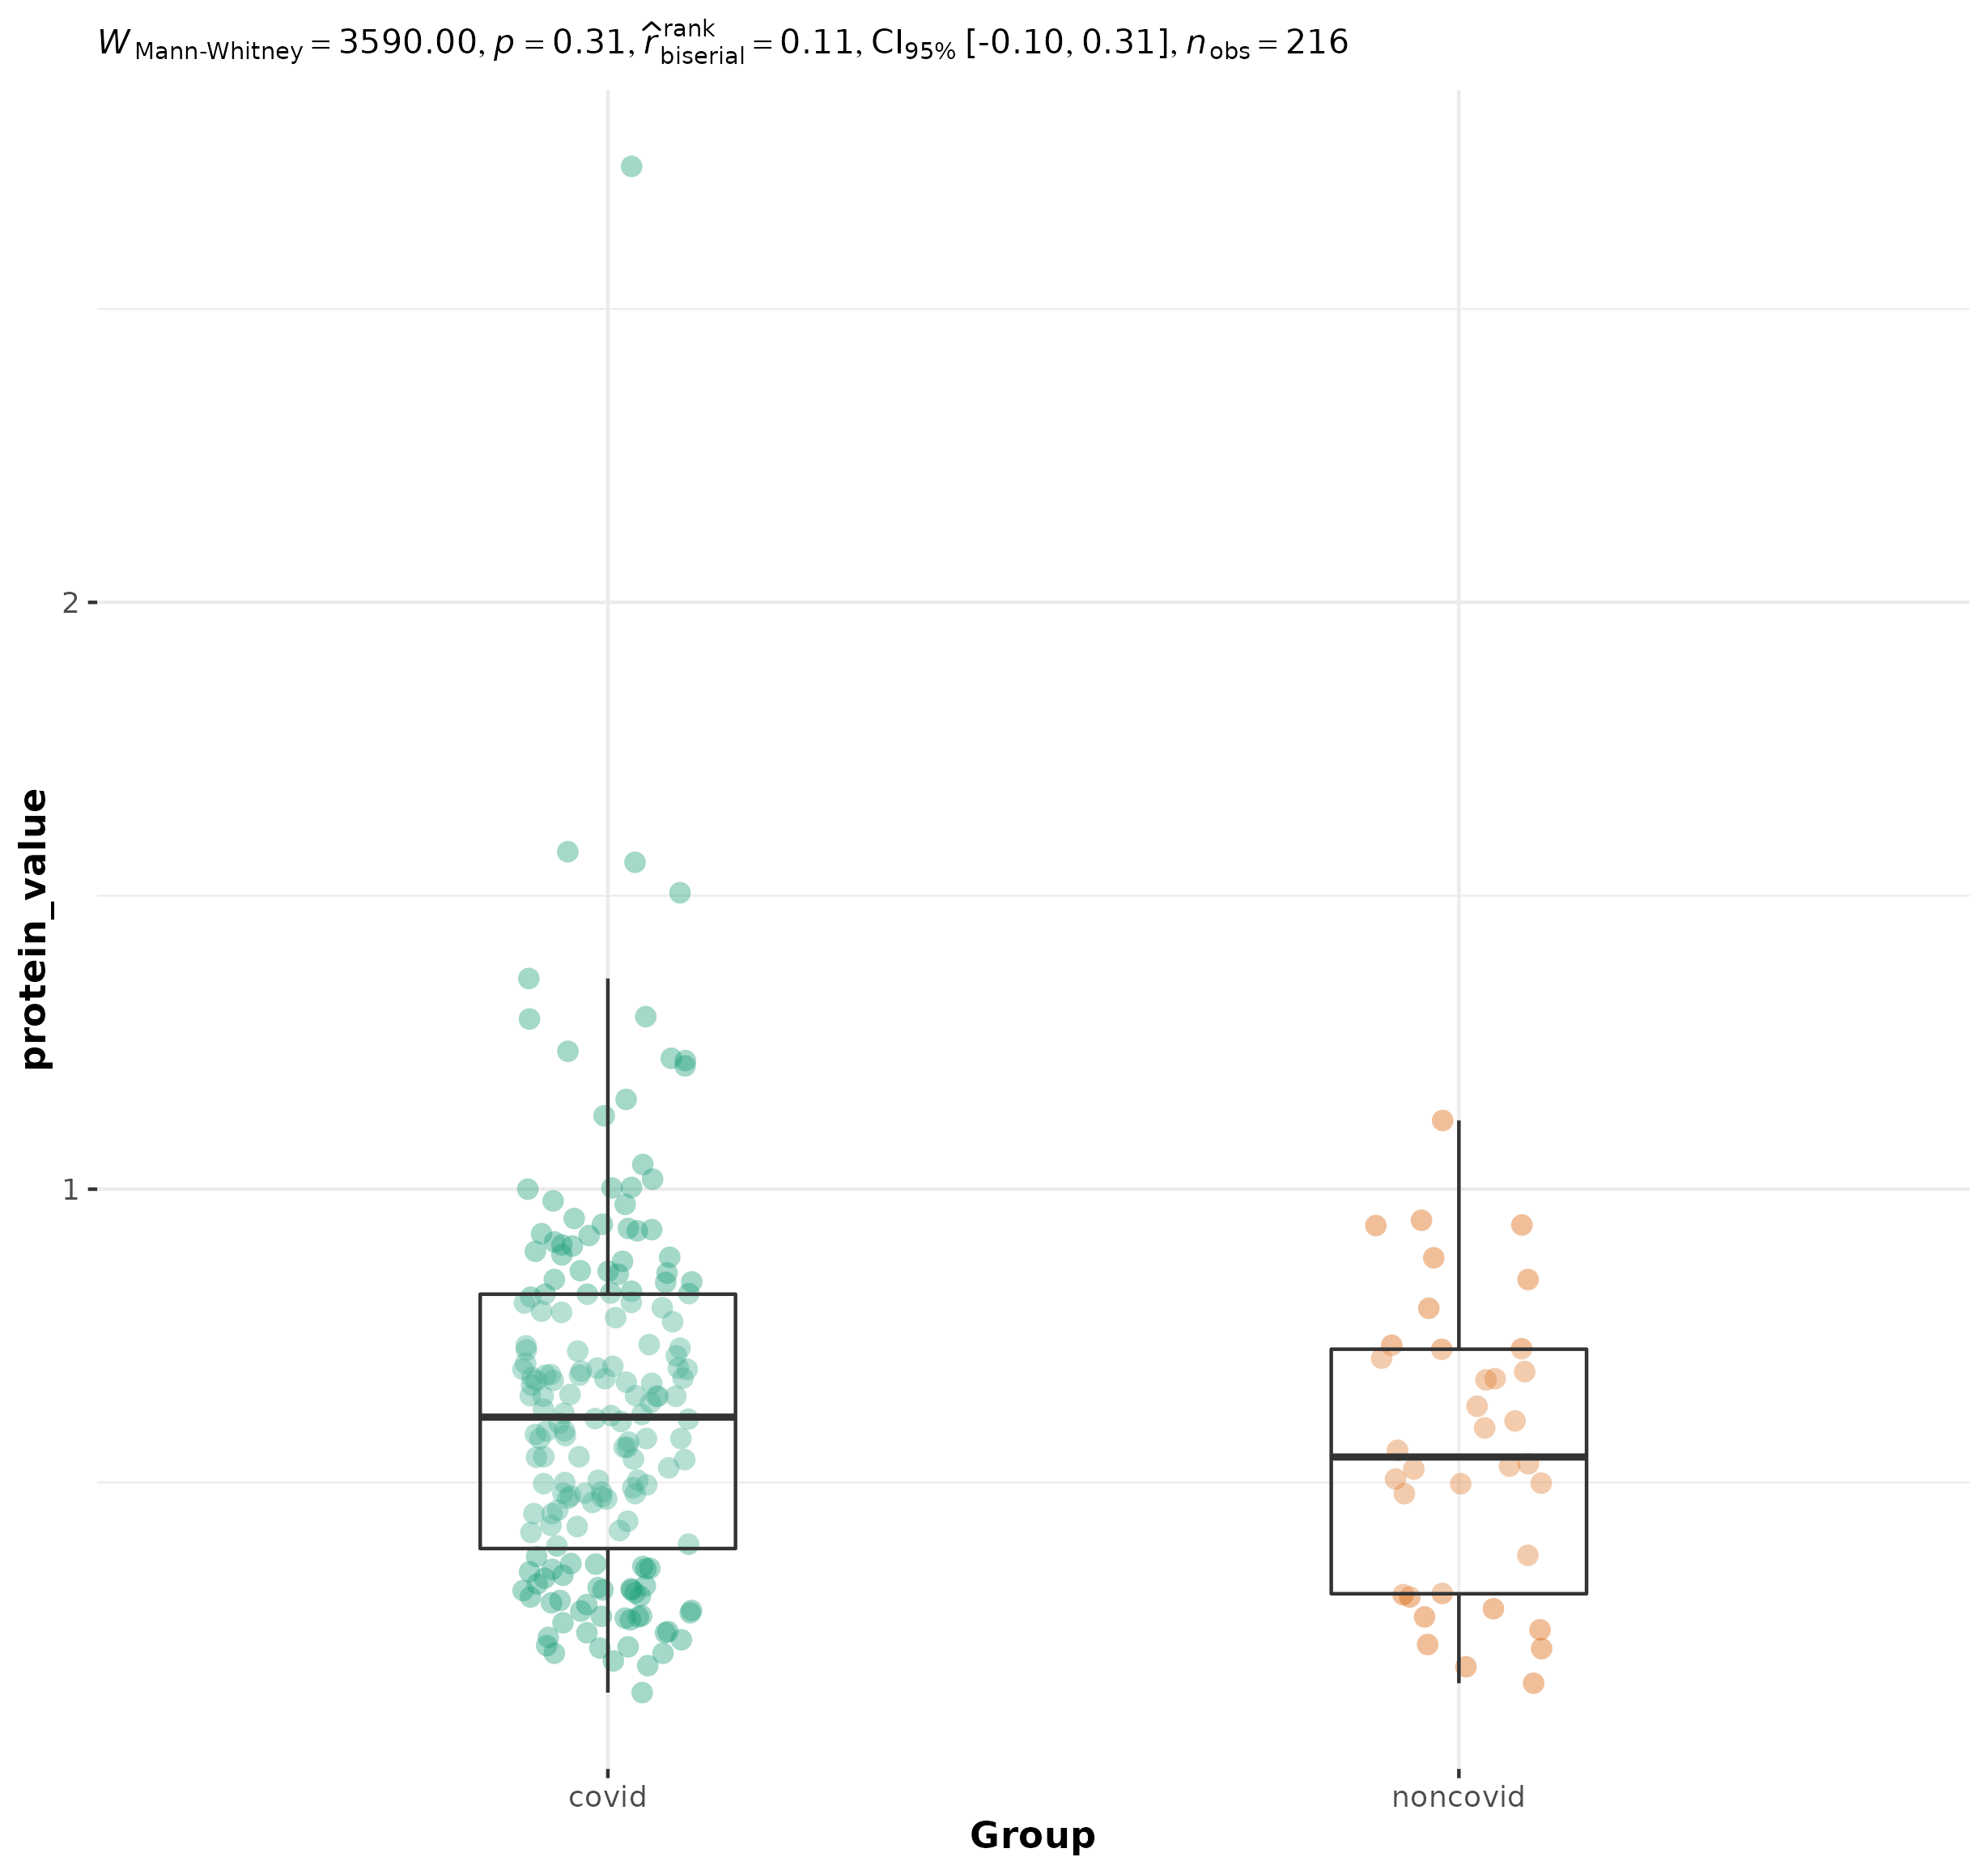 W Mann-Whitney = 3590.00, p = 0.31, r̂ rank biserial = 0.11, CI95% [-0.10, 0.31], n obs = 216
2
1
protein_value
covid noncovid
Group